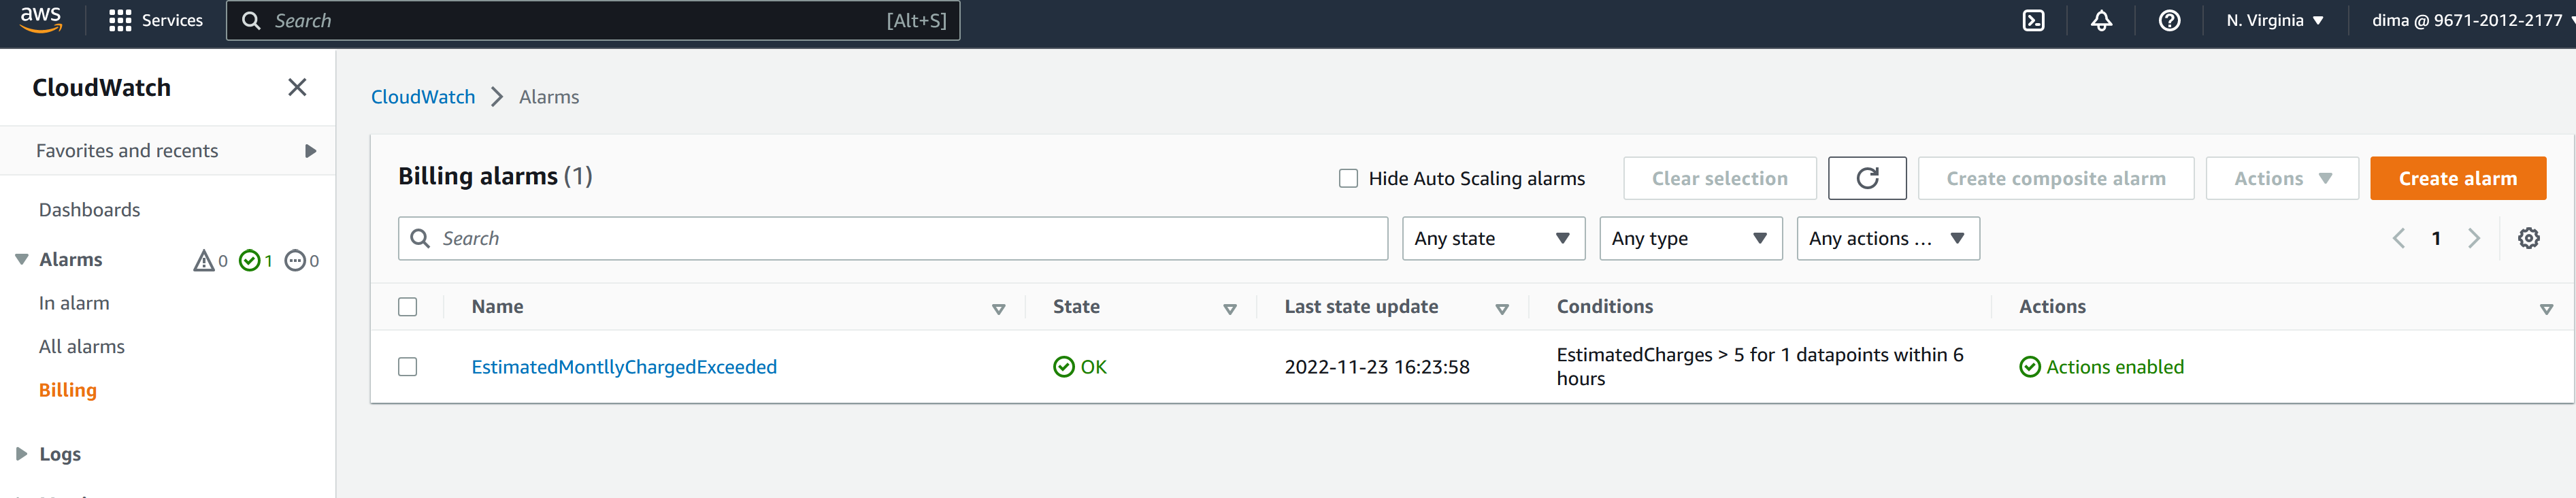 aws
Services
Search
[Alt+S]
N. Virginia
dima @ 9671-2012-2177
CloudWatch
Favorites and recents
Dashboards
Alarms 0 1 0
In alarm
All alarms
Billing
Logs
CloudWatch
Alarms
Billing alarms (1)
Hide Auto Scaling alarms
Clear selection
Create composite alarm
Actions
Create alarm
Search
Any state
Any type
Any actions ...
1
Name
State
Last state update
Conditions
Actions
EstimatedMontllyChargedExceeded
OK
2022-11-23 16:23:58
EstimatedCharges > 5 for 1 datapoints within 6
hours
Actions enabled